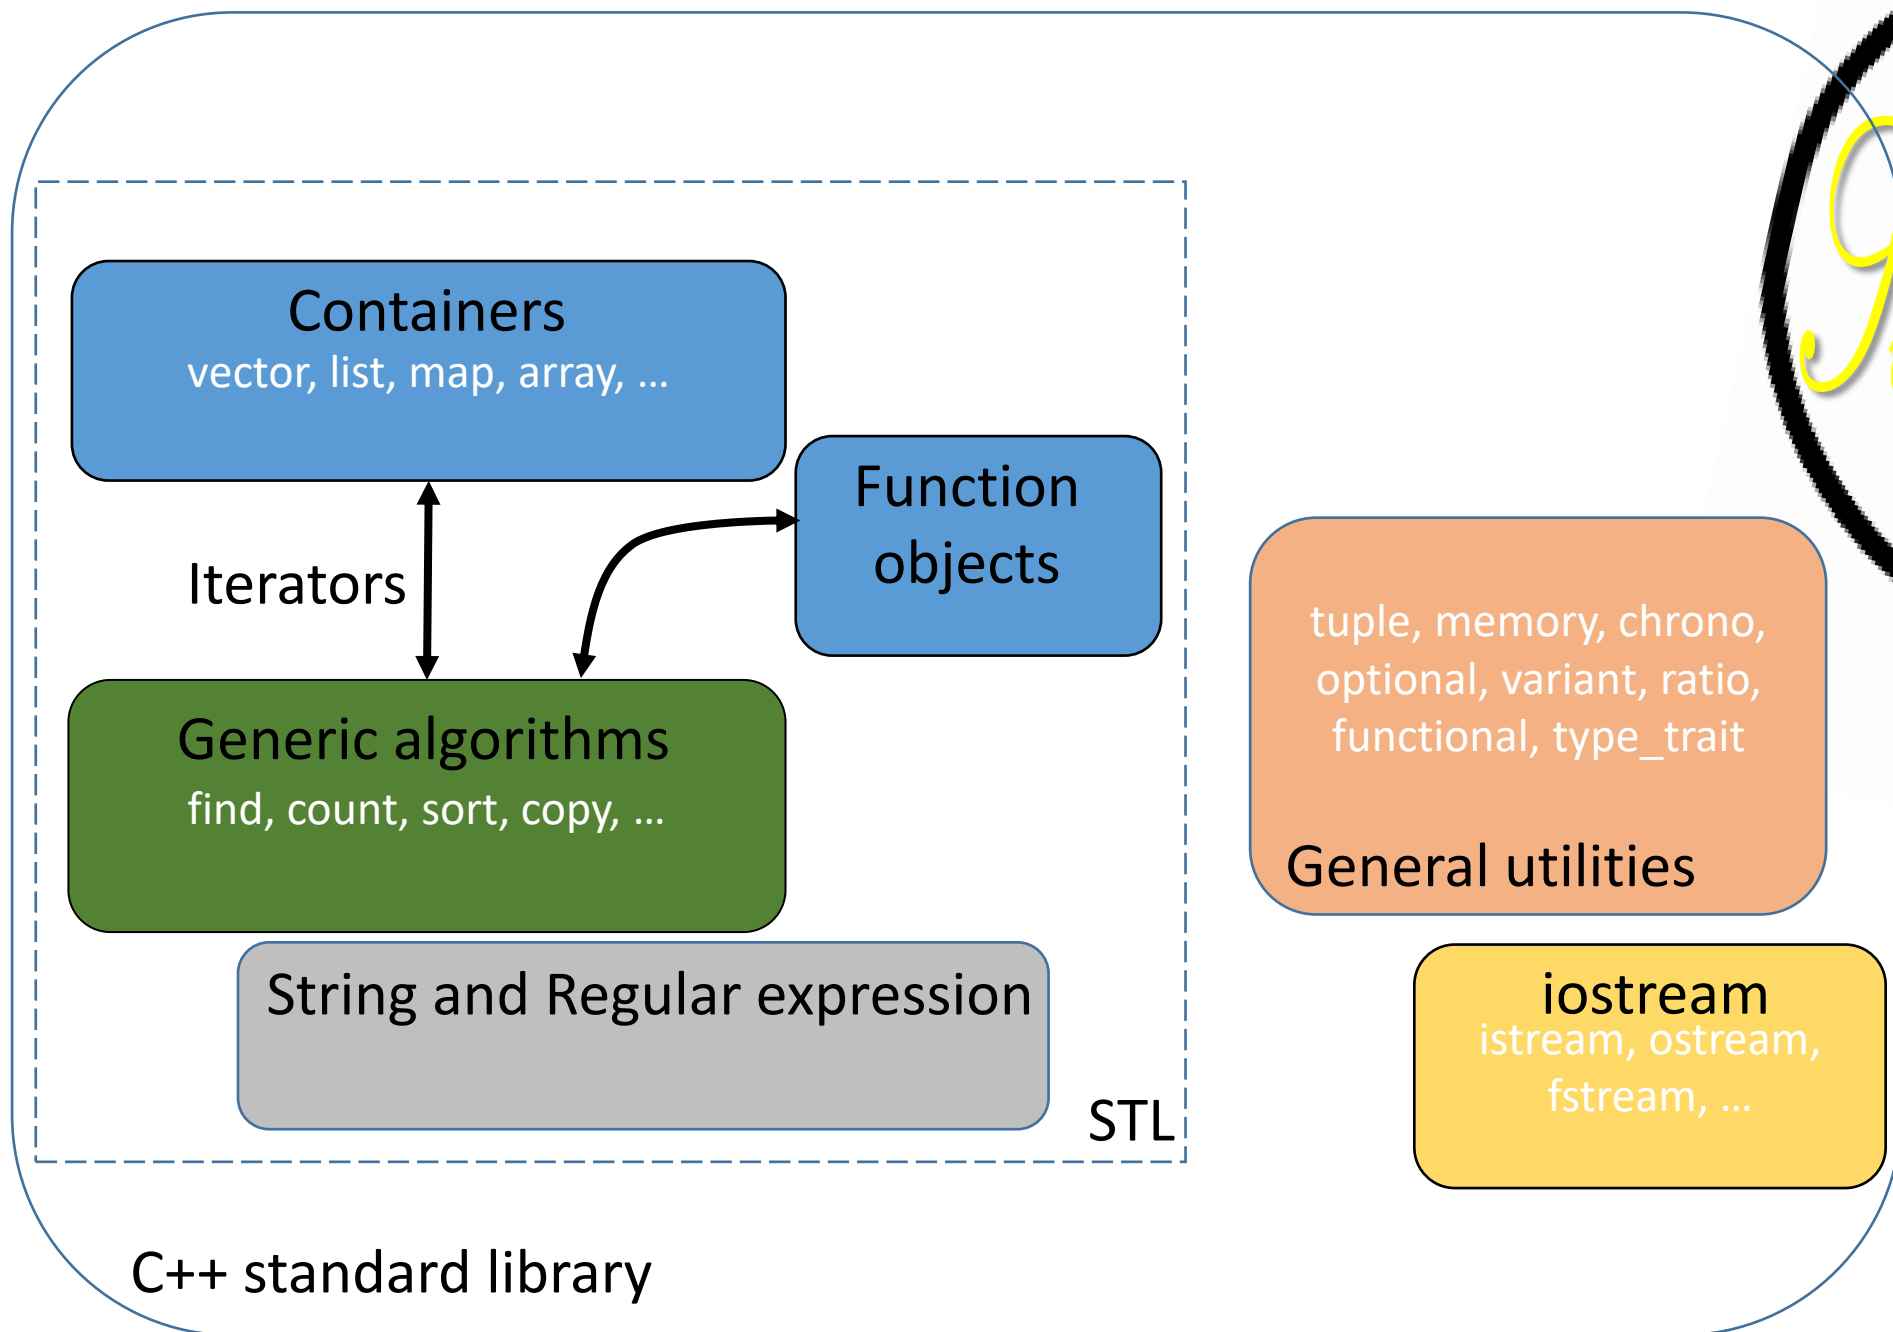 Containers
vector, list, map, array, ...
Function
objects
Iterators
Generic algorithms
find, count, sort, copy, ...
String and Regular expression
STL
tuple, memory, chrono,
optional, variant, ratio,
functional, type_trait
General utilities
iostream
istream, ostream,
fstream, ...
C++ standard library